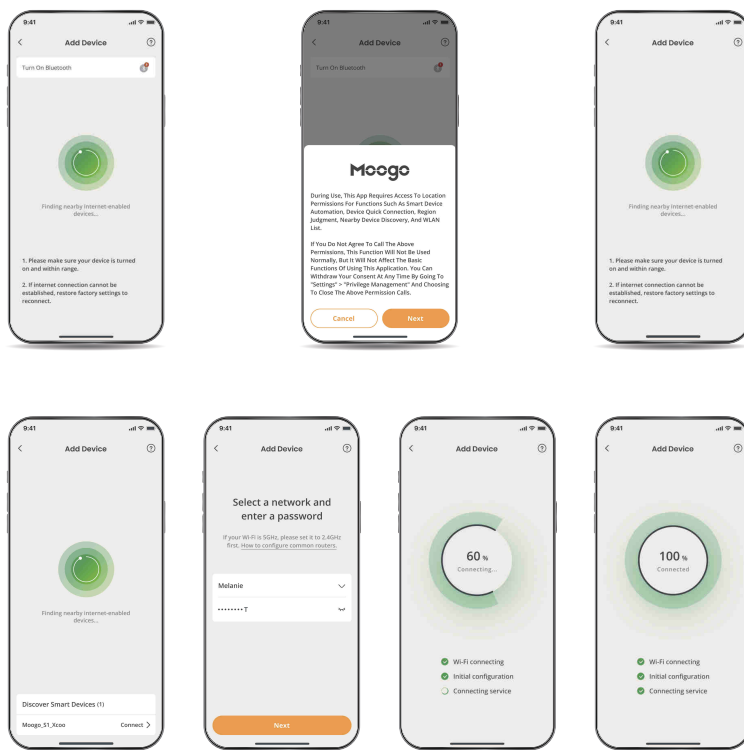 9:41
Add Device
Turn On Bluetooth
Finding nearby Internet-enabled
devices...
1. Please make sure your device is turned
on and within range.
2. If internet connection cannot be
established, restore factory settings to
reconnect.
9:41
Add Device
Turn On Bluetooth
Moogo
During Use, This App Requires Access To Location
Permissions For Functions Such As Smart Device
Automation, Device Quick Connection, Region
Judgment, Nearby Device Discovery, And WLAN
List.
If You Do Not Agree To Call The Above
Permissions, This Function Will Not Be Used
Normally, But It Will Not Affect The Basic
Functions Of Using This Application. You Can
Withdraw Your Consent At Any Time By Going To
"Settings" > "Privilege Management" And Choosing
To Close The Above Permission Calls.
Cancel
Next
9:41
Add Device
Finding nearby Internet-enabled
devices...
1. Please make sure your device is turned
on and within range.
2. If internet connection cannot be
established, restore factory settings to
reconnect.
9:41
Add Device
Finding nearby Internet-enabled
devices...
Discover Smart Devices (1)
Moogo_S1_Xcoo Connect >
9:41
Add Device
Select a network and
enter a password
If your Wi-Fi is 5GHz, please set it to 2.4GHz
first. How to configure common routers.
Melanie
••••••••T
Next
9:41
Add Device
60 %
Connecting...
Wi-Fi connecting
Initial configuration
Connecting service
9:41
Add Device
100 %
Connected
Wi-Fi connecting
Initial configuration
Connecting service